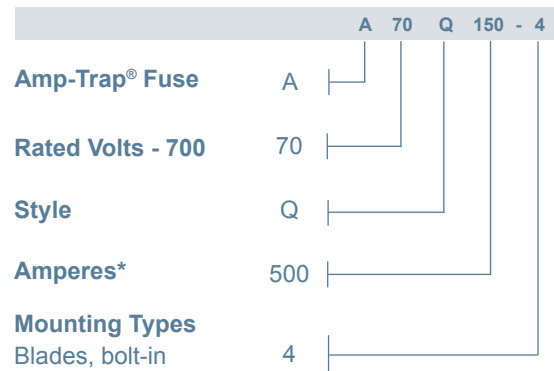 A 70 Q 150 - 4
Amp-Trap® Fuse A
Rated Volts - 700 70
Style Q
Amperes* 500
Mounting Types
Blades, bolt-in 4